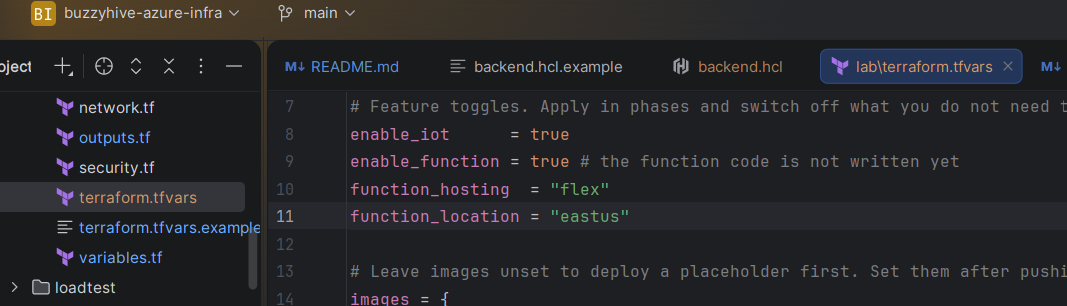 BI buzzyhive-azure-infra main
oject
README.md backend.hcl.example backend.hcl lab\terraform.tfvars
network.tf
outputs.tf
security.tf
terraform.tfvars
terraform.tfvars.example
variables.tf
loadtest
7 # Feature toggles. Apply in phases and switch off what you do not need t
8 enable_iot = true
9 enable_function = true # the function code is not written yet
10 function_hosting = "flex"
11 function_location = "eastus"
12
13 # Leave images unset to deploy a placeholder first. Set them after pushi
14 images = {